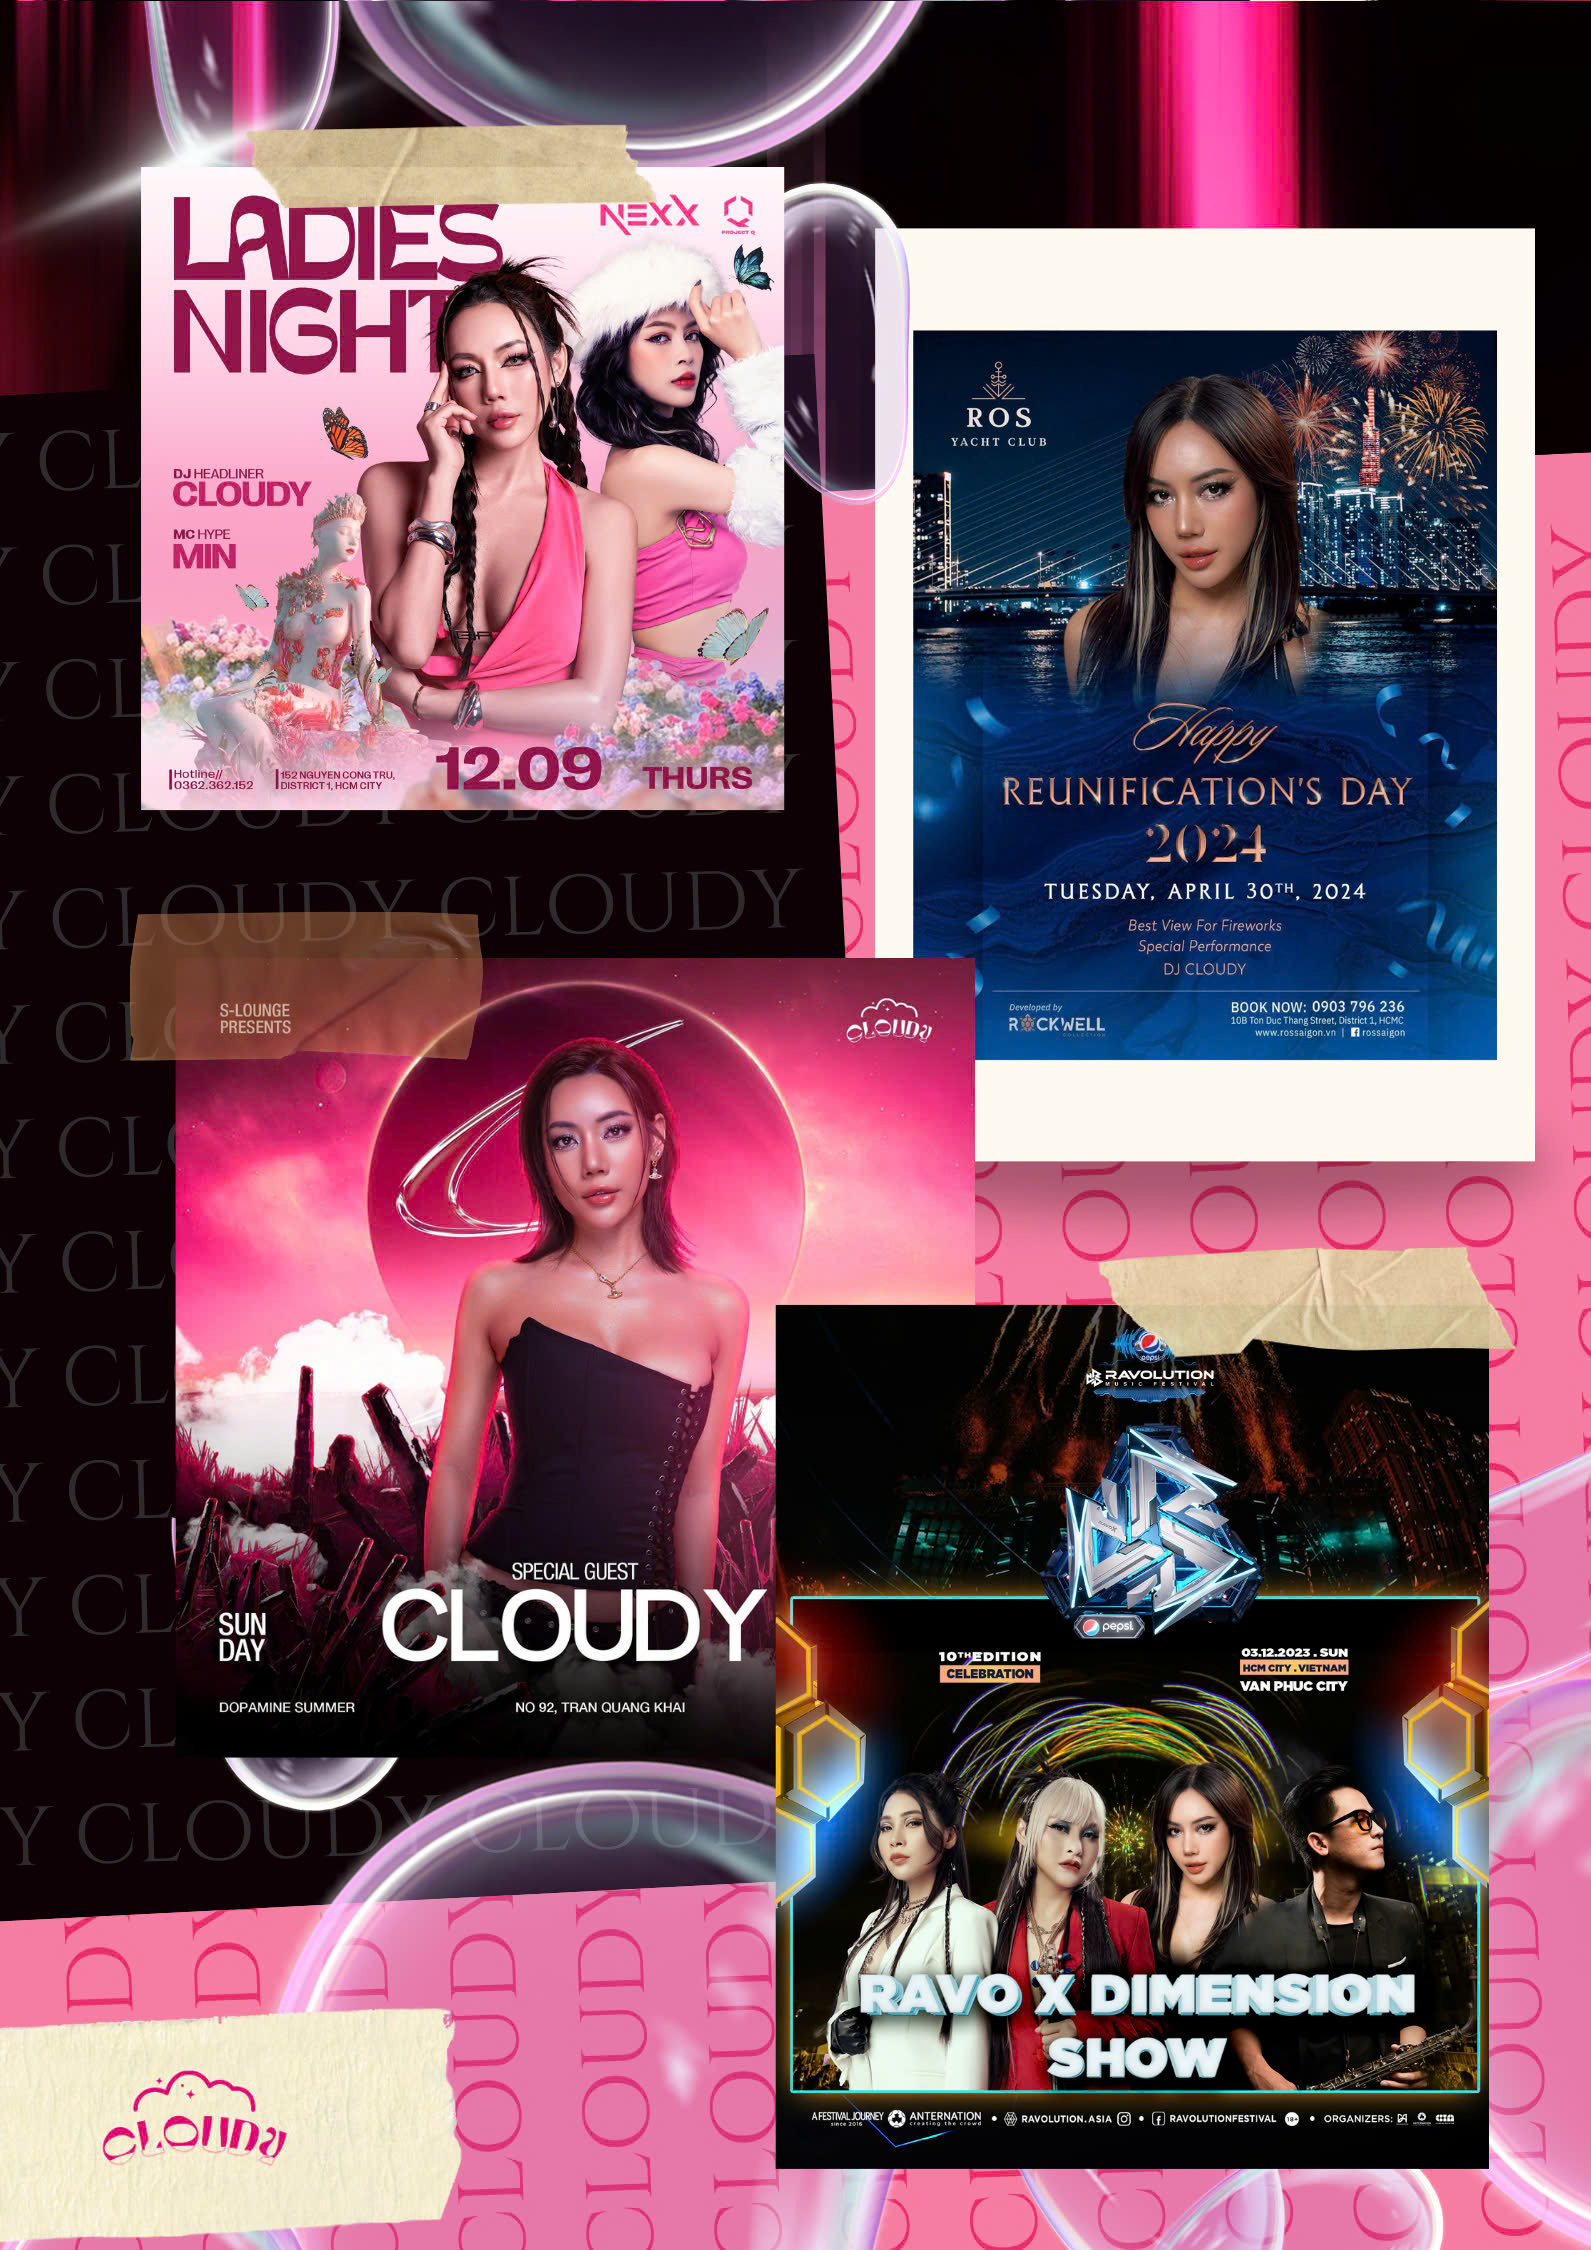 LADIES
NIGHT
NEXX
PROJECT Q
DJ HEADLINER
CLOUDY
MC HYPE
MIN
Hotline//
0362.362.152
152 NGUYEN CONG TRU,
DISTRICT 1, HCM CITY
12.09
THURS
ROS
YACHT CLUB
Happy
REUNIFICATION'S DAY
2024
TUESDAY, APRIL 30TH, 2024
Best View For Fireworks
Special Performance
DJ CLOUDY
Developed by
ROCKWELL
COLLECTION
BOOK NOW: 0903 796 236
10B Ton Duc Thang Street, District 1, HCMC
www.rossaigon.vn | rossaigon
S-LOUNGE
PRESENTS
CLOUDY
SPECIAL GUEST
CLOUDY
SUN
DAY
DOPAMINE SUMMER
NO 92, TRAN QUANG KHAI
pepsi
RAVOLUTION
MUSIC FESTIVAL
pepsi
10THEDITION
CELEBRATION
03.12.2023 . SUN
HCM CITY . VIETNAM
VAN PHUC CITY
RAVO X DIMENSION
SHOW
A FESTIVAL JOURNEY
since 2016
ANTERNATION
creating the crowd
• RAVOLUTION.ASIA • RAVOLUTIONFESTIVAL 18+ • ORGANIZERS:
CLOUDY
CLOUDY CLOUDY
CLOUDY